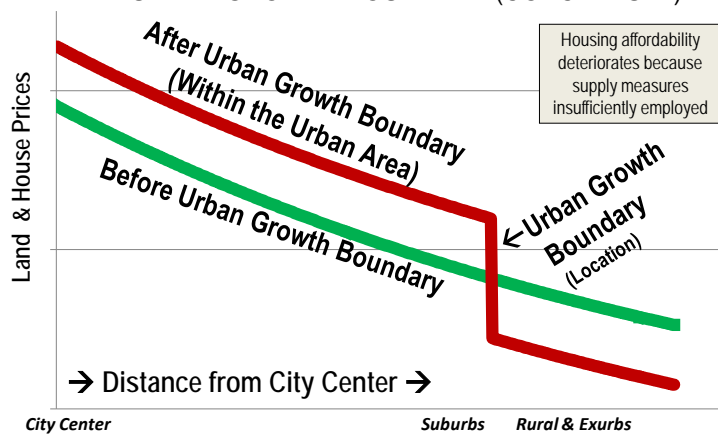 Housing affordability
deteriorates because
supply measures
insufficiently employed
After Urban Growth Boundary
(Within the Urban Area)
Before Urban Growth Boundary
←Urban Growth
Boundary
(Location)
Land & House Prices
→ Distance from City Center →
City Center
Suburbs
Rural & Exurbs